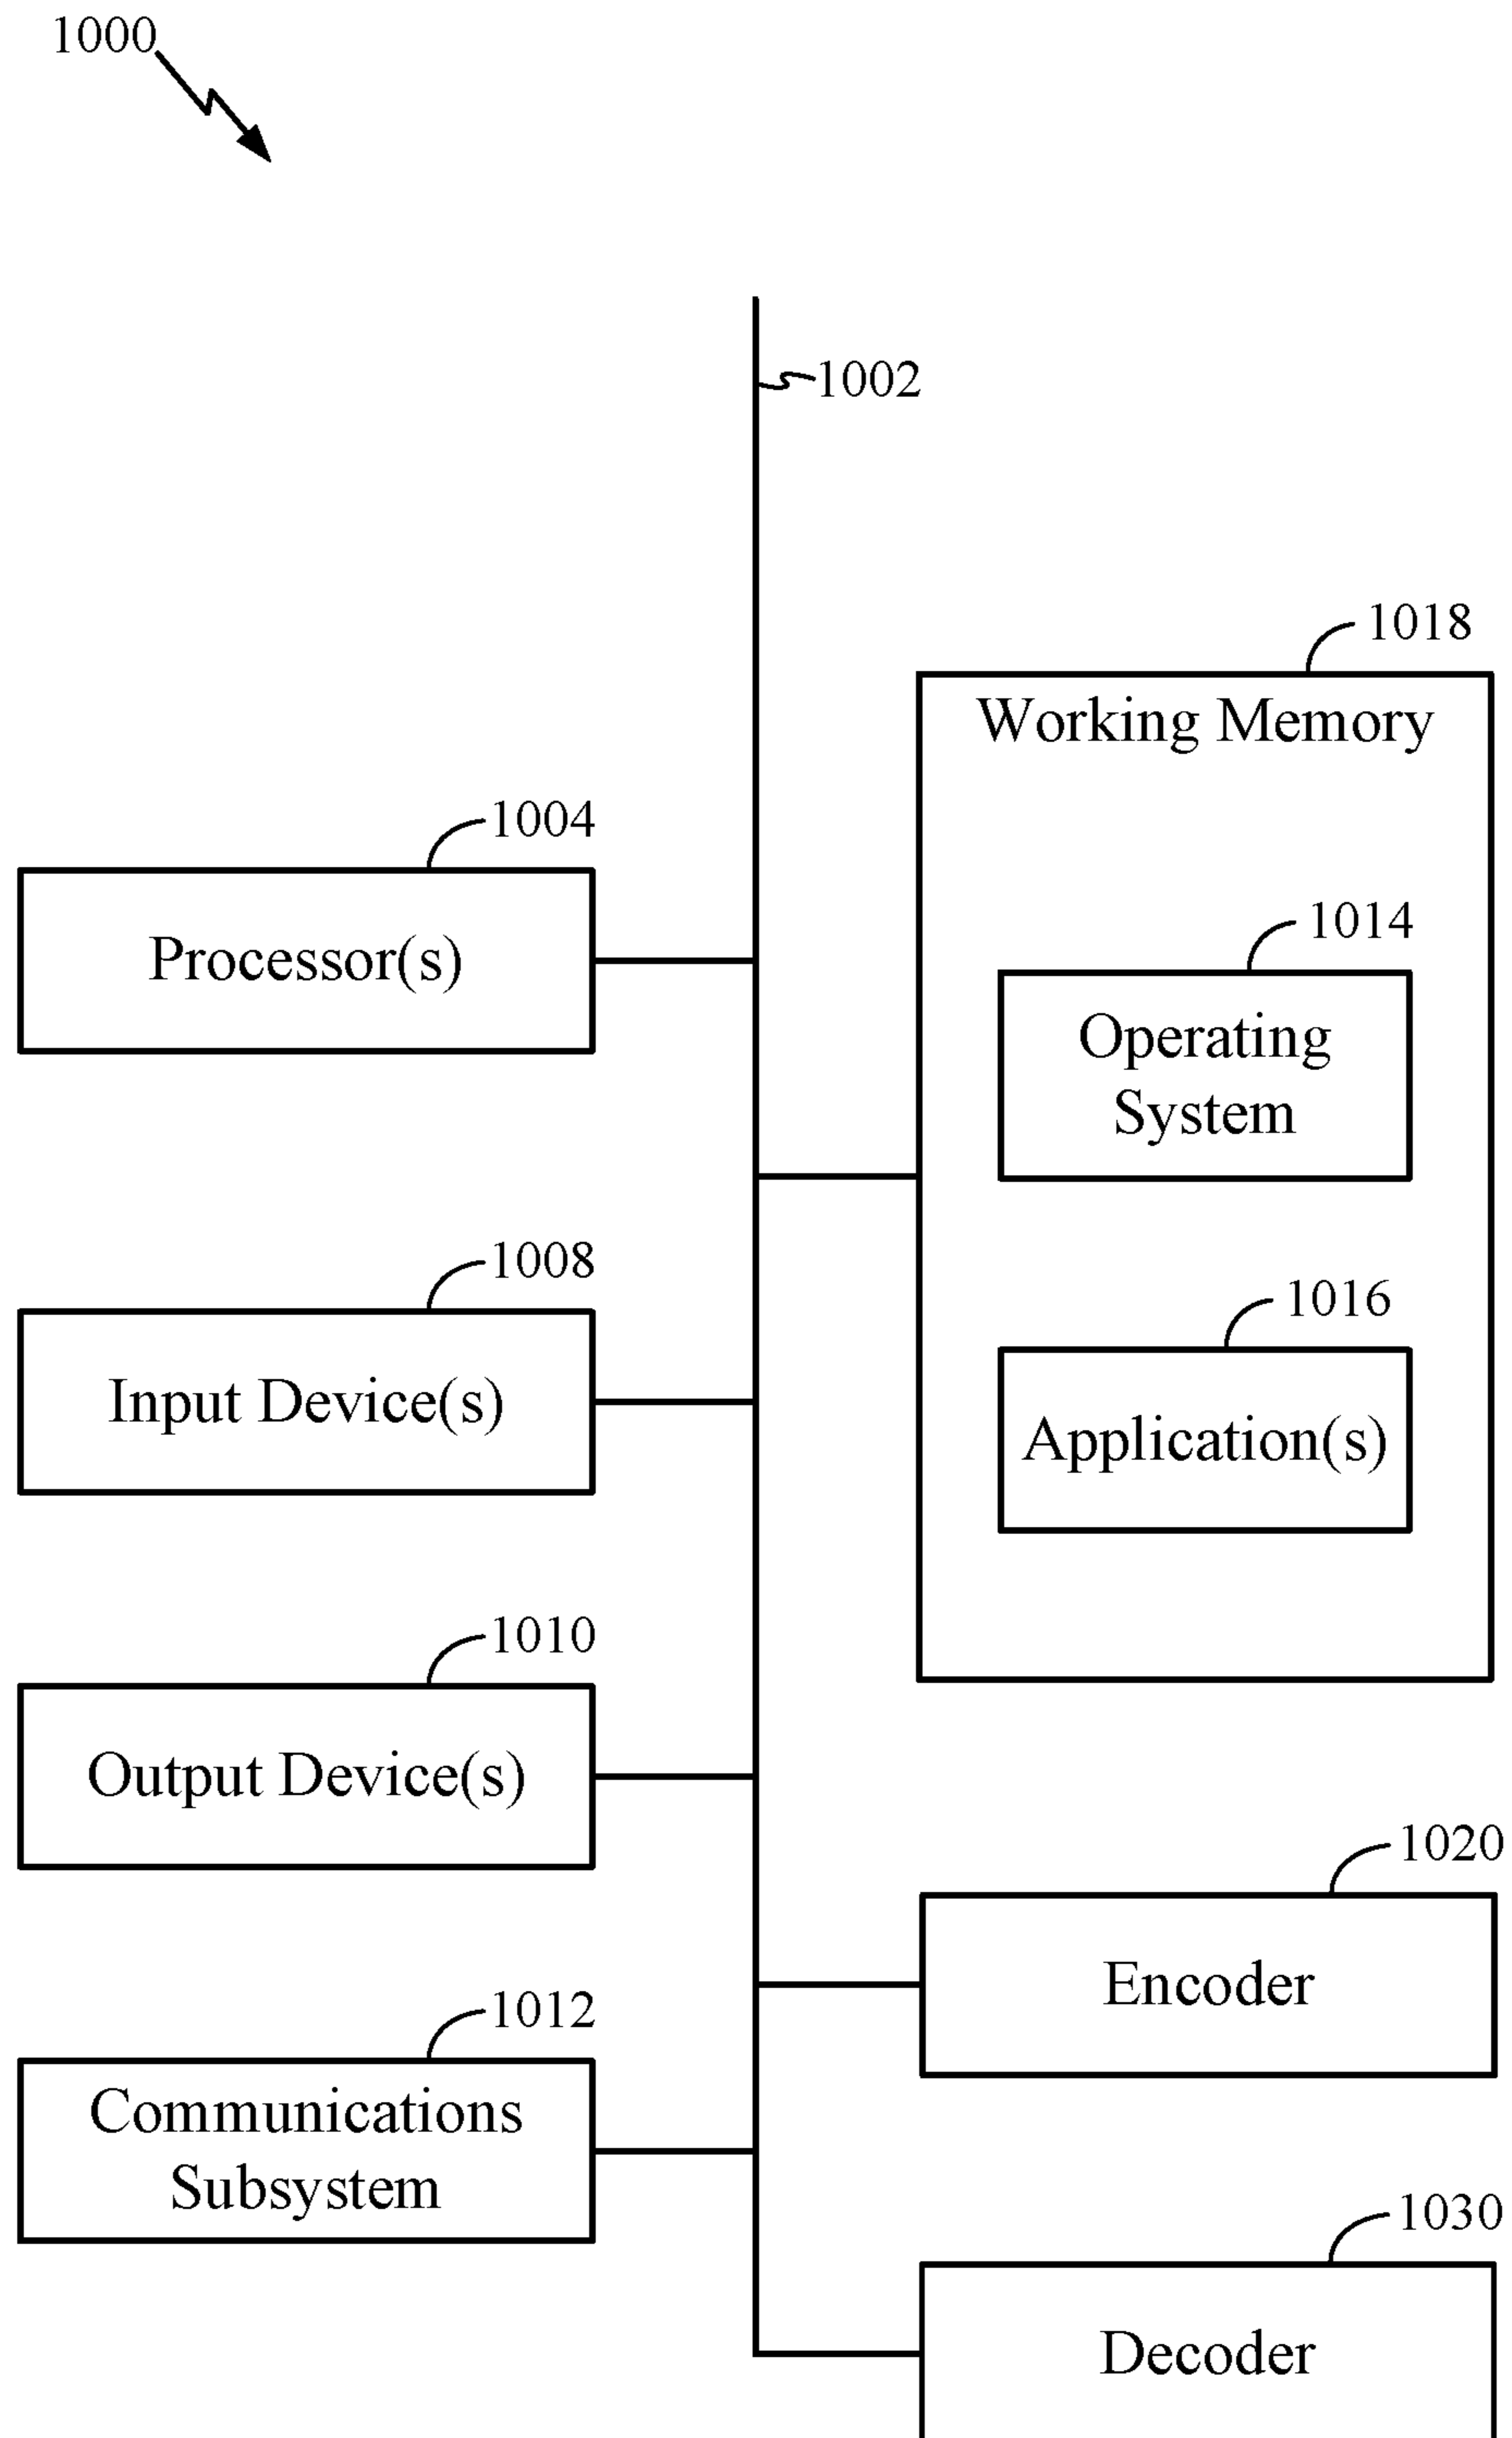 1000
1002
1018
Working Memory
1004
Processor(s)
1014
Operating
System
1008
Input Device(s)
1016
Application(s)
1010
Output Device(s)
1020
Encoder
1012
Communications
Subsystem
1030
Decoder